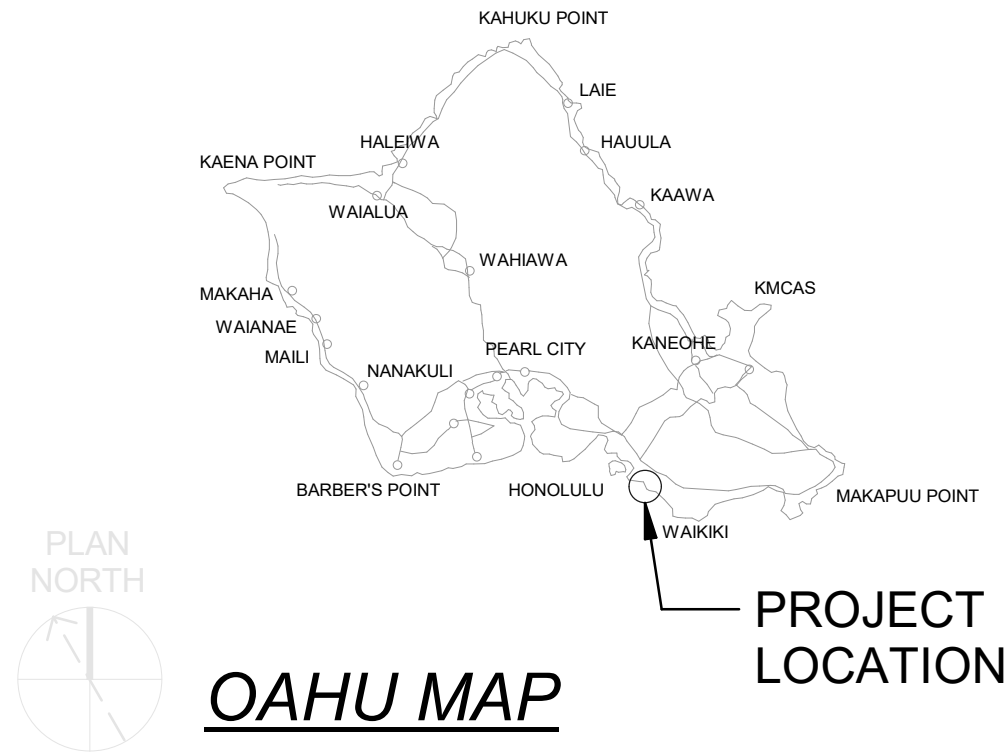 KAHUKU POINT
LAIE
HALEIWA
HAUULA
KAENA POINT
KAAWA
WAIALUA
WAHIAWA
KMCAS
MAKAHA
WAIANAE
KANEOHE
PEARL CITY
MAILI
NANAKULI
BARBER'S POINT
HONOLULU
MAKAPUU POINT
WAIKIKI
PLAN
NORTH
PROJECT
LOCATION
OAHU MAP